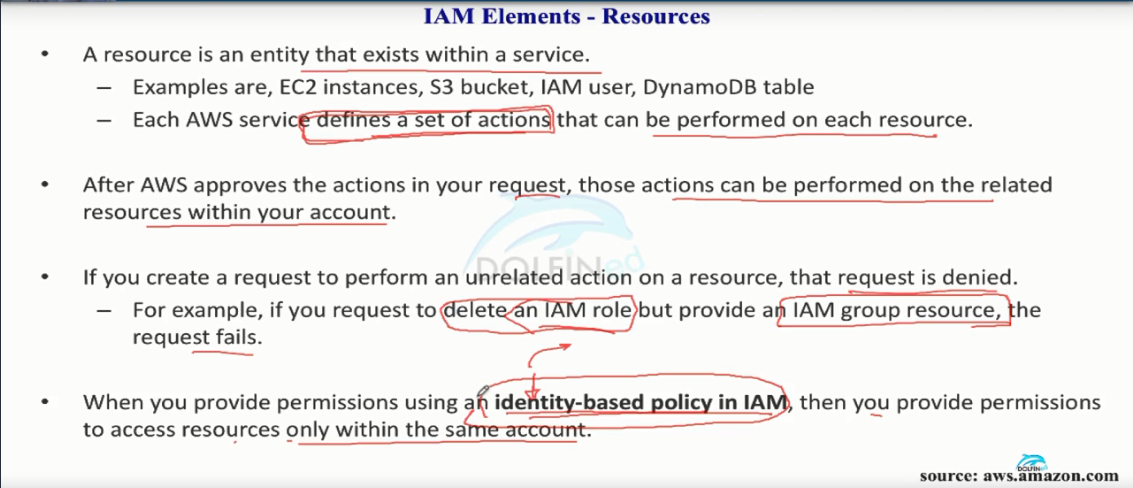 IAM Elements - Resources
• A resource is an entity that exists within a service.
– Examples are, EC2 instances, S3 bucket, IAM user, DynamoDB table
– Each AWS service defines a set of actions that can be performed on each resource.
• After AWS approves the actions in your request, those actions can be performed on the related
resources within your account.
DOLFINed
• If you create a request to perform an unrelated action on a resource, that request is denied.
– For example, if you request to delete an IAM role but provide an IAM group resource, the
request fails.
• When you provide permissions using an identity-based policy in IAM, then you provide permissions
to access resources only within the same account.
DOLFIN
source: aws.amazon.com